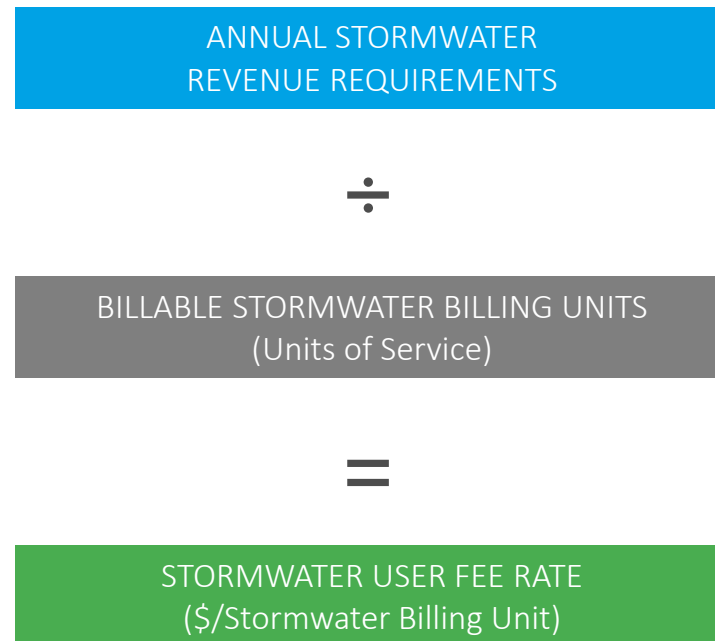 ANNUAL STORMWATER
REVENUE REQUIREMENTS
÷
BILLABLE STORMWATER BILLING UNITS
(Units of Service)
=
STORMWATER USER FEE RATE
($/Stormwater Billing Unit)